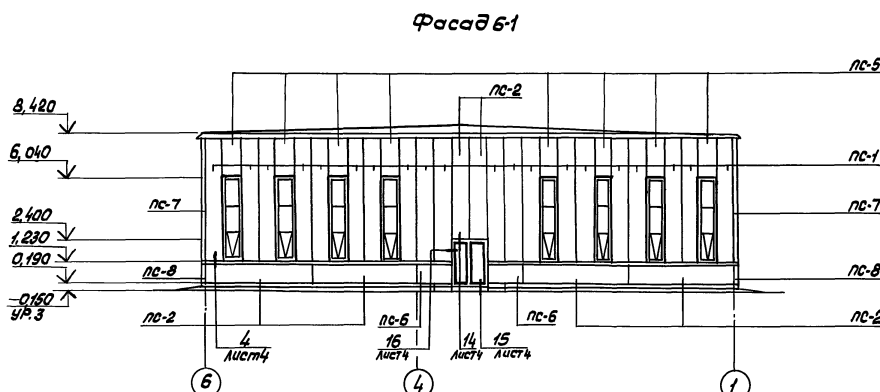 Фасад 6-1
пс-5
пс-2
8,420
6,040
пс-1
пс-7
пс-7
2,400
1,230
0,190
пс-8
пс-8
-0,150
УР.З
пс-2
4
лист4
пс-6
16
лист4
14
лист4
15
лист4
пс-6
пс-2
6
4
1